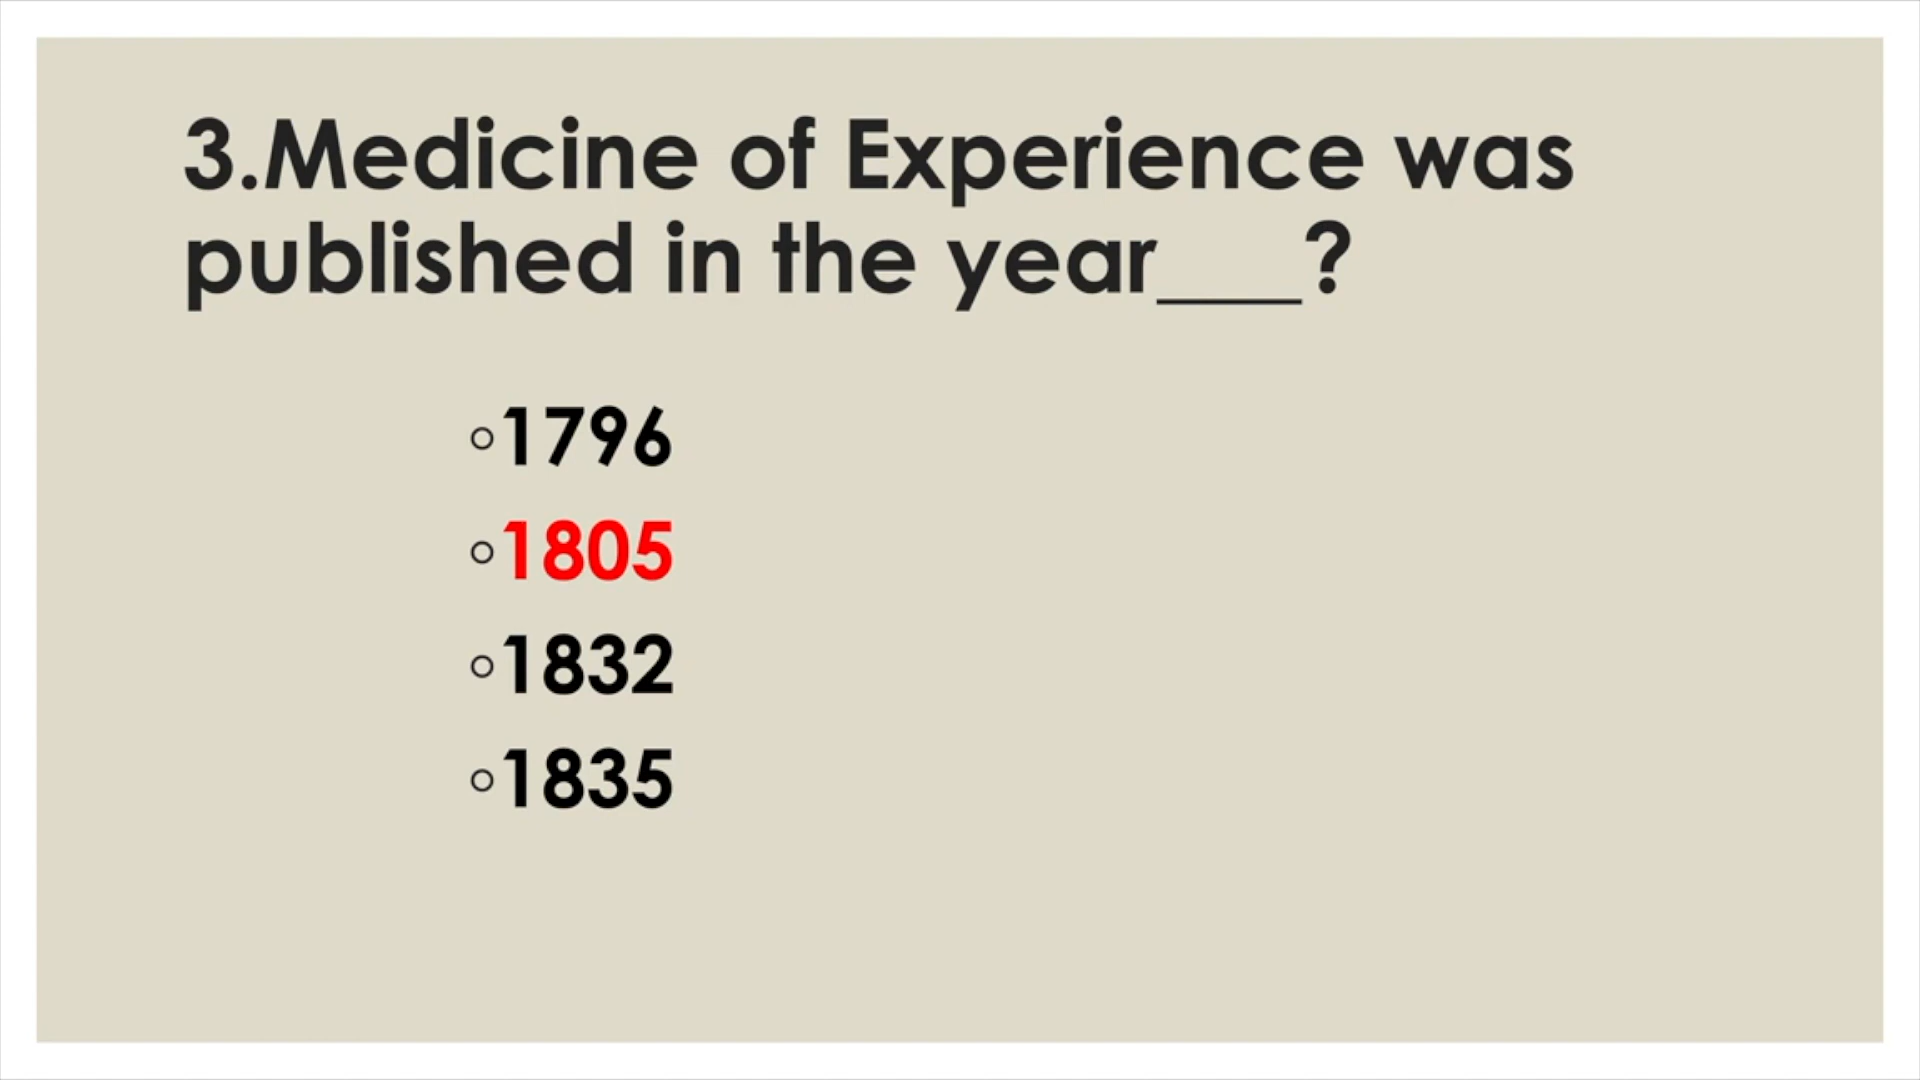 3.Medicine of Experience was
published in the year___?
◦1796
◦1805
◦1832
◦1835